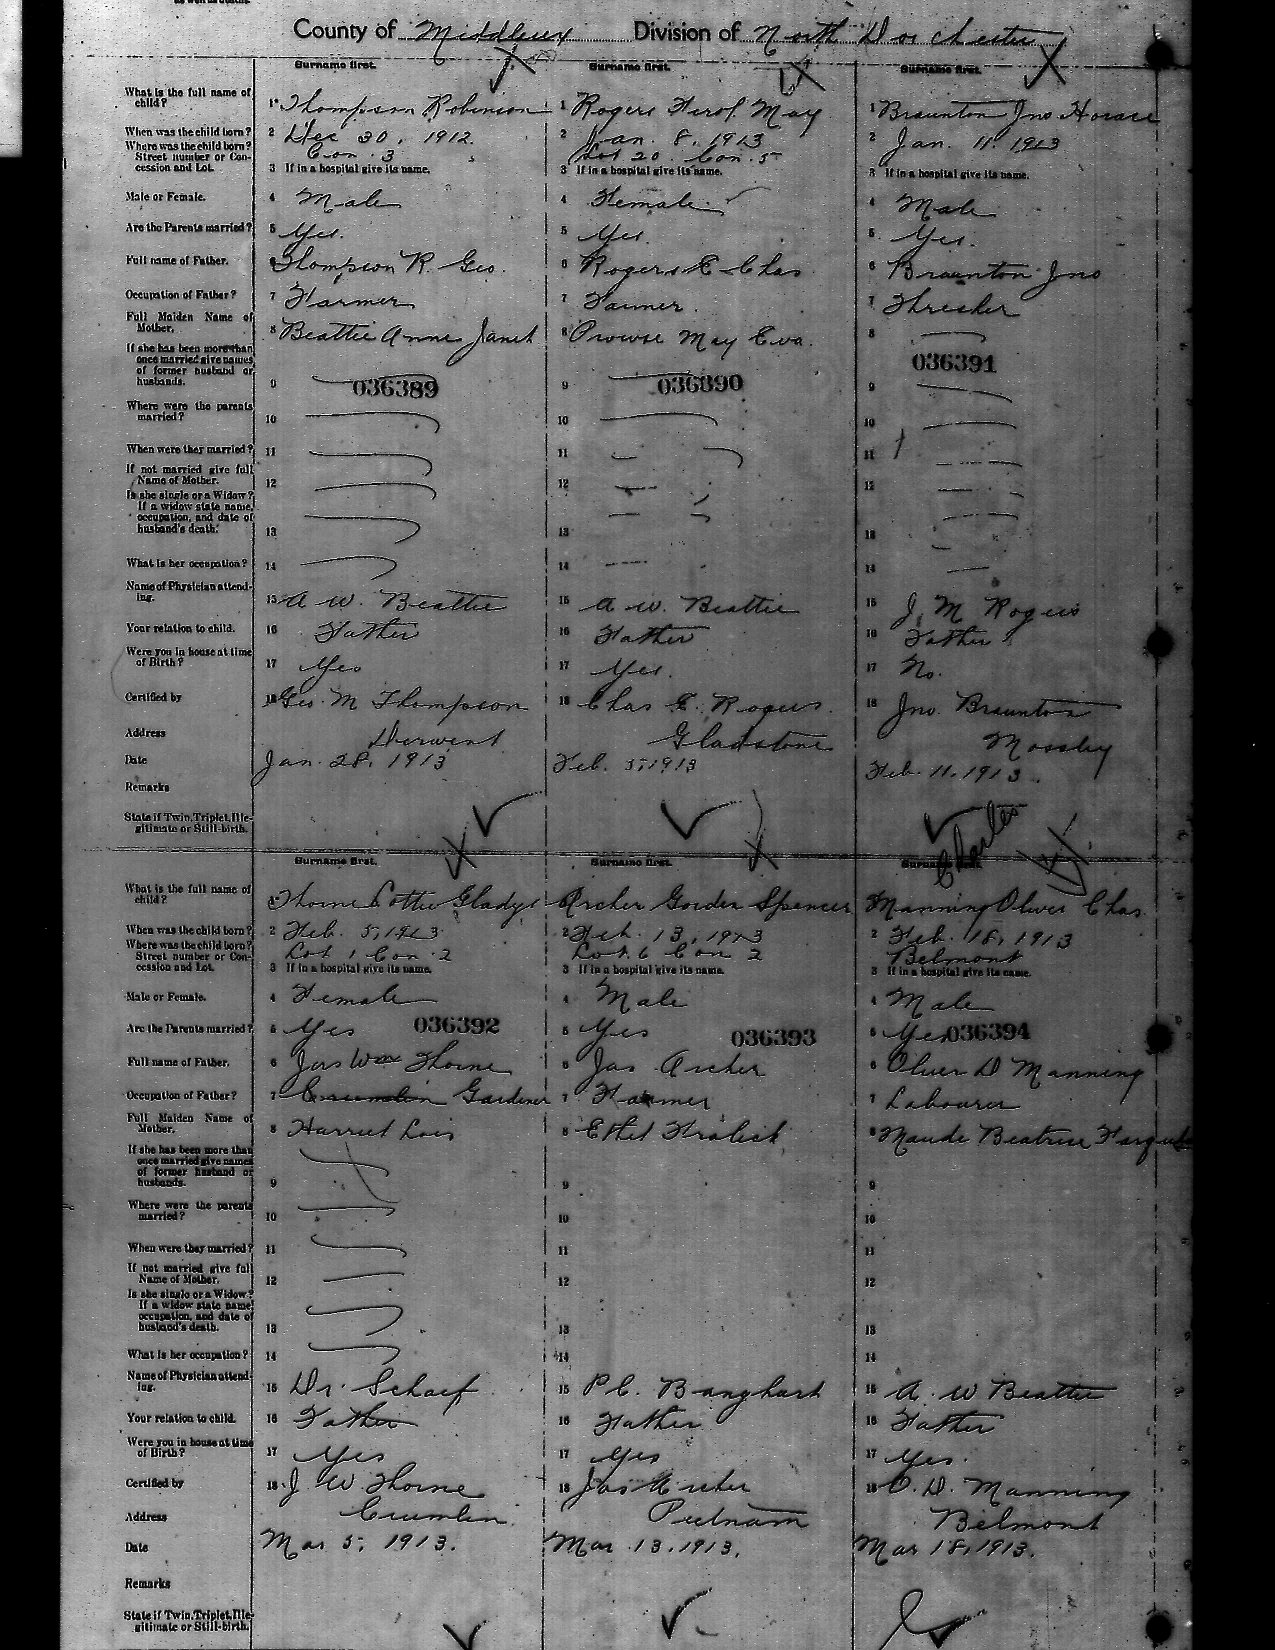 County of Middlesex Division of North Dorchester
Surname first. Surname first. Surname first.
What is the full name of child? 1 Thompson Robinson 1 Rogers Ferol May 1 Braunton Jno Horace
When was the child born? 2 Dec 30, 1912. 2 Jan. 8, 1913 2 Jan. 11. 1913
Where was the child born? Street number or Concession and Lot. Con. 3 Lot 20. Con. 5
3 If in a hospital give its name. 3 If in a hospital give its name. 3 If in a hospital give its name.
Male or Female. 4 Male 4 Female 4 Male
Are the Parents married? 5 Yes. 5 Yes. 5 Yes.
Full name of Father. 6 Thompson R. Geo. 6 Rogers E Chas 6 Braunton Jno
Occupation of Father? 7 Farmer 7 Farmer. 7 Thresher
Full Maiden Name of Mother. 8 Beattie Anne Janet 8 Prowse May Eva. 8
If she has been more than once married give names of former husband or husbands. 9 036389 9 036390 9 036391
Where were the parents married? 10 10 10
When were they married? 11 11 11
If not married give full Name of Mother. 12 12 12
Is she single or a Widow? If a widow state name, occupation, and date of husband's death. 13 13 13
What is her occupation? 14 14 14
Name of Physician attending. 15 A W. Beattie 15 A W. Beattie 15 J. M Rogers
Your relation to child. 16 Father 16 Father 16 Father
Were you in house at time of Birth? 17 Yes 17 Yes. 17 No.
Certified by 18 Geo. M Thompson 18 Chas E. Rogers. 18 Jno. Braunton
Address Derwent Gladstone Mossley
Date Jan. 28, 1913 Feb. 5, 1913 Feb. 11. 1913.
Remarks
State if Twin, Triplet, Illegitimate or Still-birth. Charles
Surname first. Surname first. Surname first.
What is the full name of child? 1 Thorne Lottie Gladys Archer Gorden Spencer Manning Oliver Chas
When was the child born? 2 Feb. 5, 1913 2 Feb. 13, 1913 2 Feb. 18, 1913
Where was the child born? Street number or Concession and Lot. Lot 1 Con. 2 Lot 6 Con 2 Belmont
3 If in a hospital give its name. 3 If in a hospital give its name. 3 If in a hospital give its name.
Male or Female. 4 Female 4 Male 4 Male
Are the Parents married? 5 Yes 036392 5 Yes 036393 5 Yes 036394
Full name of Father. 6 Jas Wm Thorne 6 Jas Archer 6 Oliver D Manning
Occupation of Father? 7 Crumlin Gardener 7 Farmer 7 Labourer
Full Maiden Name of Mother. 8 Harriet Lois 8 Ethel Fralick 8 Maude Beatrice
If she has been more than once married give names of former husband or husbands. 9 9 9
Where were the parents married? 10 10 10
When were they married? 11 11 11
If not married give full Name of Mother. 12 12 12
Is she single or a Widow? If a widow state name, occupation, and date of husband's death. 13 13 13
What is her occupation? 14 14 14
Name of Physician attending. 15 Dr. Schaef 15 P C. Banghart 15 A. W Beattie
Your relation to child. 16 Father 16 Father 16 Father
Were you in house at time of Birth? 17 Yes 17 Yes 17 Yes.
Certified by 18 J. W. Thorne 18 Jas Archer 18 O. D. Manning
Address Crumlin. Putnam Belmont
Date Mar 5, 1913. Mar. 13, 1913. Mar 18, 1913.
Remarks
State if Twin, Triplet, Illegitimate or Still-birth.